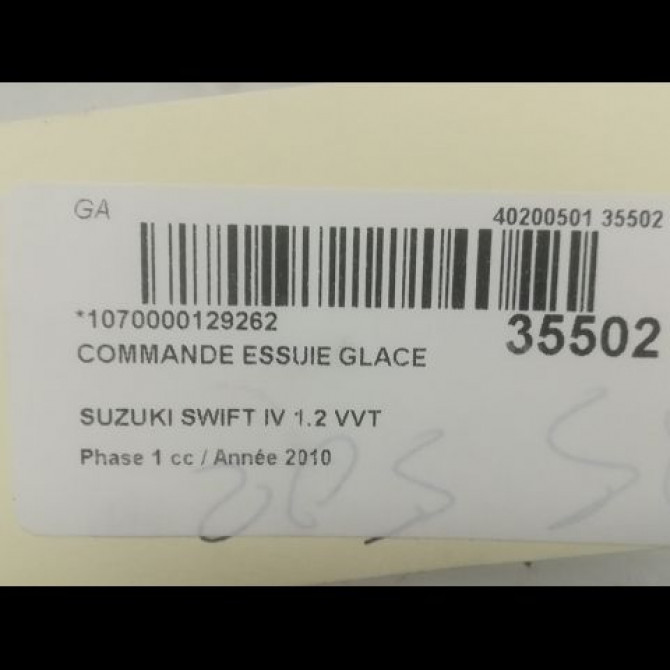 GA
40200501 35502
*1070000129262
35502
COMMANDE ESSUIE GLACE
SUZUKI SWIFT IV 1.2 VVT
Phase 1 cc / Année 2010